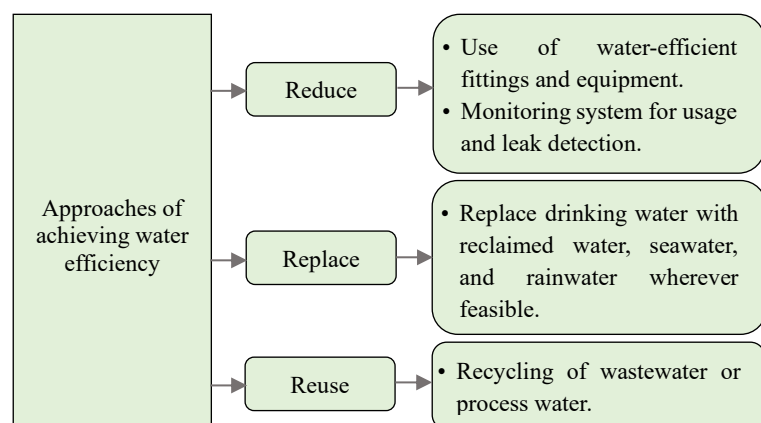 Approaches of
achieving water
efficiency
Reduce
• Use of water-efficient
fittings and equipment.
• Monitoring system for usage
and leak detection.
Replace
• Replace drinking water with
reclaimed water, seawater,
and rainwater wherever
feasible.
Reuse
• Recycling of wastewater or
process water.